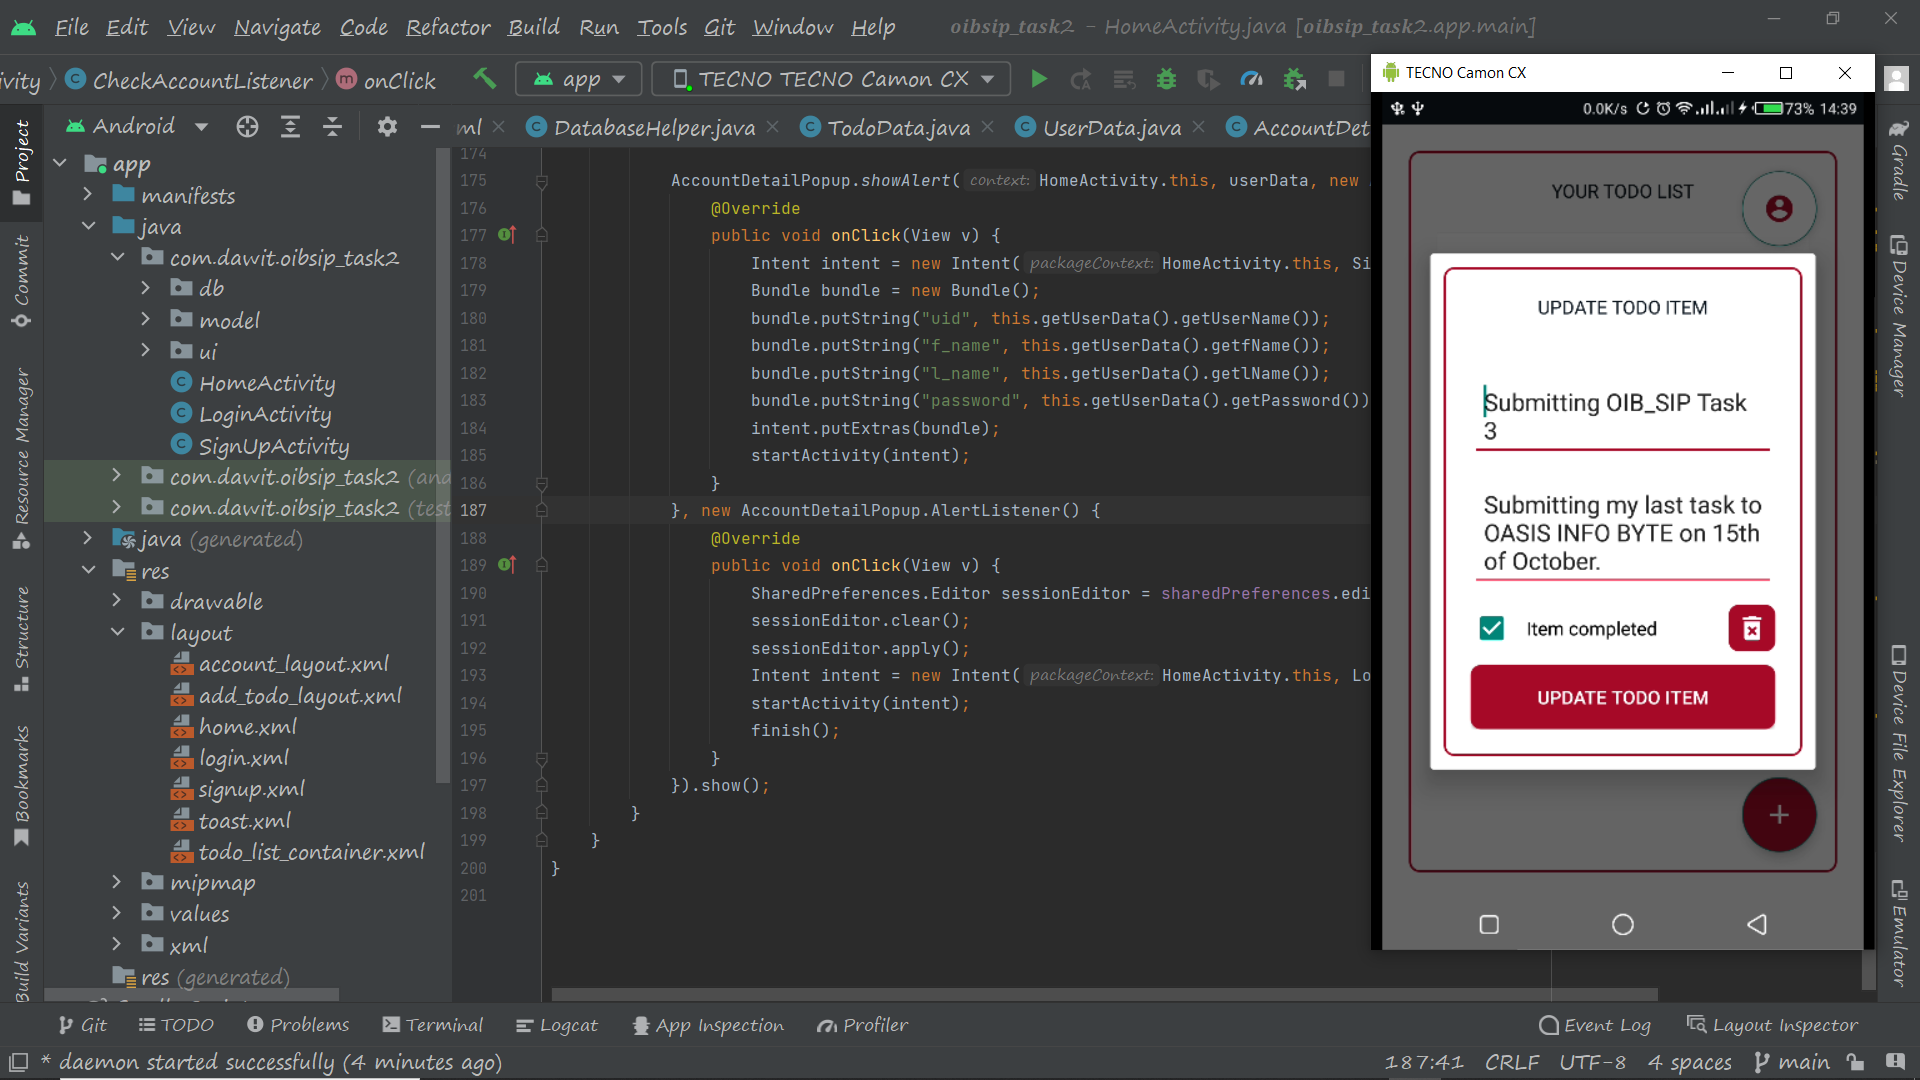 File Edit View Navigate Code Refactor Build Run Tools Git Window Help oibsip_task2 - HomeActivity.java [oibsip_task2.app.main]
ivity CheckAccountListener onClick app TECNO TECNO Camon CX
Android ml DatabaseHelper.java TodoData.java UserData.java AccountDet
Project
Commit
Resource Manager
Structure
Bookmarks
Build Variants
app
manifests
java
com.dawit.oibsip_task2
db
model
ui
HomeActivity
LoginActivity
SignUpActivity
com.dawit.oibsip_task2 (and
com.dawit.oibsip_task2 (test
java (generated)
res
drawable
layout
account_layout.xml
add_todo_layout.xml
home.xml
login.xml
signup.xml
toast.xml
todo_list_container.xml
mipmap
values
xml
res (generated)
174
175 AccountDetailPopup.showAlert( context: HomeActivity.this, userData, new
176 @Override
177 public void onClick(View v) {
178 Intent intent = new Intent( packageContext: HomeActivity.this, Si
179 Bundle bundle = new Bundle();
180 bundle.putString("uid", this.getUserData().getUserName());
181 bundle.putString("f_name", this.getUserData().getfName());
182 bundle.putString("l_name", this.getUserData().getlName());
183 bundle.putString("password", this.getUserData().getPassword())
184 intent.putExtras(bundle);
185 startActivity(intent);
186 }
187 }, new AccountDetailPopup.AlertListener() {
188 @Override
189 public void onClick(View v) {
190 SharedPreferences.Editor sessionEditor = sharedPreferences.edi
191 sessionEditor.clear();
192 sessionEditor.apply();
193 Intent intent = new Intent( packageContext: HomeActivity.this, Lo
194 startActivity(intent);
195 finish();
196 }
197 }).show();
198 }
199 }
200 }
201
TECNO Camon CX
0.0K/s 73% 14:39
YOUR TODO LIST
UPDATE TODO ITEM
Submitting OIB_SIP Task
3
Submitting my last task to
OASIS INFO BYTE on 15th
of October.
Item completed
UPDATE TODO ITEM
Gradle
Device Manager
Device File Explorer
Emulator
Git TODO Problems Terminal Logcat App Inspection Profiler Event Log Layout Inspector
* daemon started successfully (4 minutes ago) 187:41 CRLF UTF-8 4 spaces main